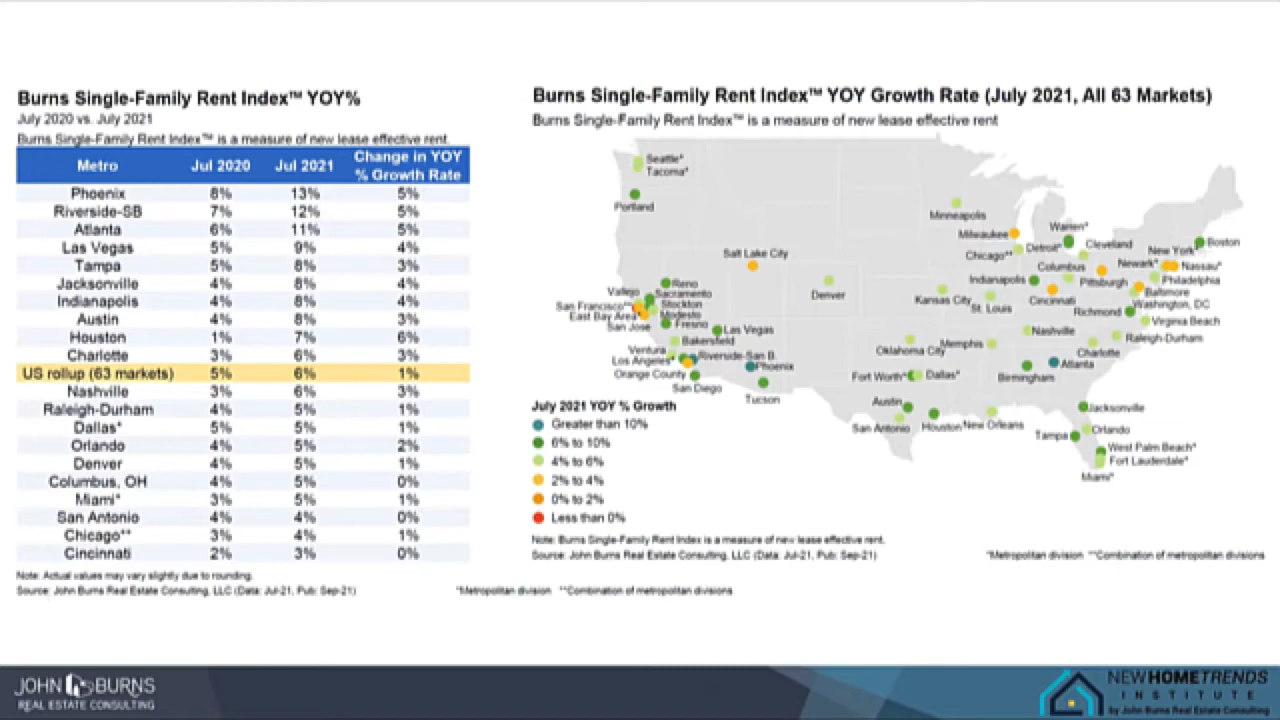 Burns Single-Family Rent Index™ YOY%
July 2020 vs. July 2021
Burns Single-Family Rent Index™ is a measure of new lease effective rent.
Metro Jul 2020 Jul 2021 Change in YOY % Growth Rate
Phoenix 8% 13% 5%
Riverside-SB 7% 12% 5%
Atlanta 6% 11% 5%
Las Vegas 5% 9% 4%
Tampa 5% 8% 3%
Jacksonville 4% 8% 4%
Indianapolis 4% 8% 4%
Austin 4% 8% 3%
Houston 1% 7% 6%
Charlotte 3% 6% 3%
US rollup (63 markets) 5% 6% 1%
Nashville 3% 6% 3%
Raleigh-Durham 4% 5% 1%
Dallas* 5% 5% 1%
Orlando 4% 5% 2%
Denver 4% 5% 1%
Columbus, OH 4% 5% 0%
Miami* 3% 5% 1%
San Antonio 4% 4% 0%
Chicago** 3% 4% 1%
Cincinnati 2% 3% 0%
Note: Actual values may vary slightly due to rounding.
Source: John Burns Real Estate Consulting, LLC (Data: Jul-21, Pub: Sep-21)
*Metropolitan division **Combination of metropolitan divisions
Burns Single-Family Rent Index™ YOY Growth Rate (July 2021, All 63 Markets)
Burns Single-Family Rent Index™ is a measure of new lease effective rent
Seattle*
Tacoma*
Portland
Minneapolis
Milwaukee
Warren*
Detroit*
Cleveland
New York*
Boston
Salt Lake City
Chicago**
Columbus
Newark*
Nassau*
Reno
Indianapolis
Pittsburgh
Philadelphia
Vallejo
Sacramento
Denver
Kansas City
St. Louis
Cincinnati
Baltimore
San Francisco**
Stockton
Washington, DC
East Bay Area*
Modesto
Richmond
San Jose
Fresno
Las Vegas
Nashville
Virginia Beach
Bakersfield
Oklahoma City
Memphis
Raleigh-Durham
Ventura
Charlotte
Los Angeles*
Riverside-San B.
Phoenix
Atlanta
Orange County
Fort Worth*
Dallas*
Birmingham
San Diego
Tucson
Austin
Jacksonville
San Antonio
Houston
New Orleans
Tampa
Orlando
West Palm Beach*
Fort Lauderdale*
Miami*
July 2021 YOY % Growth
Greater than 10%
6% to 10%
4% to 6%
2% to 4%
0% to 2%
Less than 0%
Note: Burns Single-Family Rent Index is a measure of new lease effective rent.
Source: John Burns Real Estate Consulting, LLC (Data: Jul-21, Pub: Sep-21)
*Metropolitan division **Combination of metropolitan divisions
JOHN BURNS
REAL ESTATE CONSULTING
NEWHOMETRENDS
INSTITUTE
by John Burns Real Estate Consulting